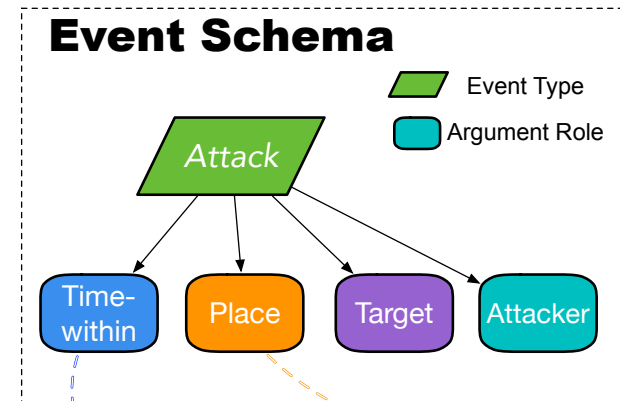 Event Schema
Event Type
Argument Role
Attack
Time-
within
Place
Target
Attacker